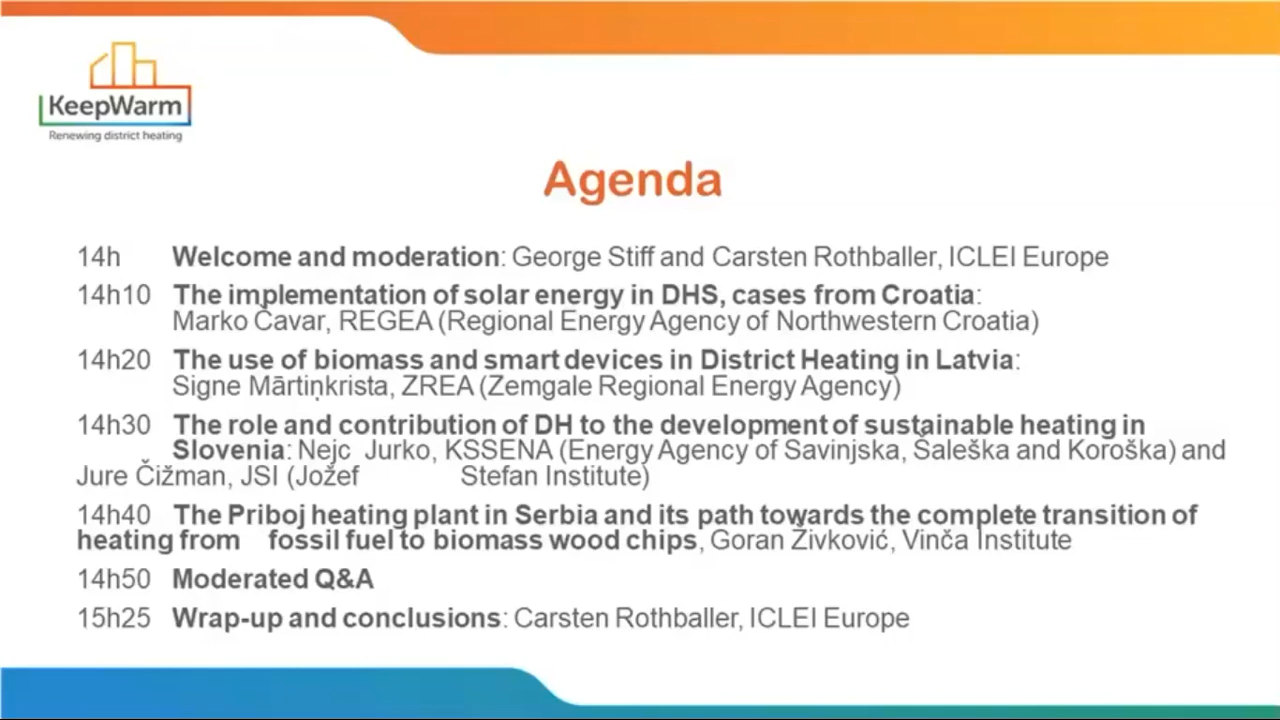 KeepWarm
Renewing district heating
Agenda
14h Welcome and moderation: George Stiff and Carsten Rothballer, ICLEI Europe
14h10 The implementation of solar energy in DHS, cases from Croatia:
Marko Čavar, REGEA (Regional Energy Agency of Northwestern Croatia)
14h20 The use of biomass and smart devices in District Heating in Latvia:
Signe Mārtiņkrista, ZREA (Zemgale Regional Energy Agency)
14h30 The role and contribution of DH to the development of sustainable heating in
Slovenia: Nejc Jurko, KSSENA (Energy Agency of Savinjska, Šaleška and Koroška) and
Jure Čižman, JSI (Jožef Stefan Institute)
14h40 The Priboj heating plant in Serbia and its path towards the complete transition of
heating from fossil fuel to biomass wood chips, Goran Živković, Vinča Institute
14h50 Moderated Q&A
15h25 Wrap-up and conclusions: Carsten Rothballer, ICLEI Europe